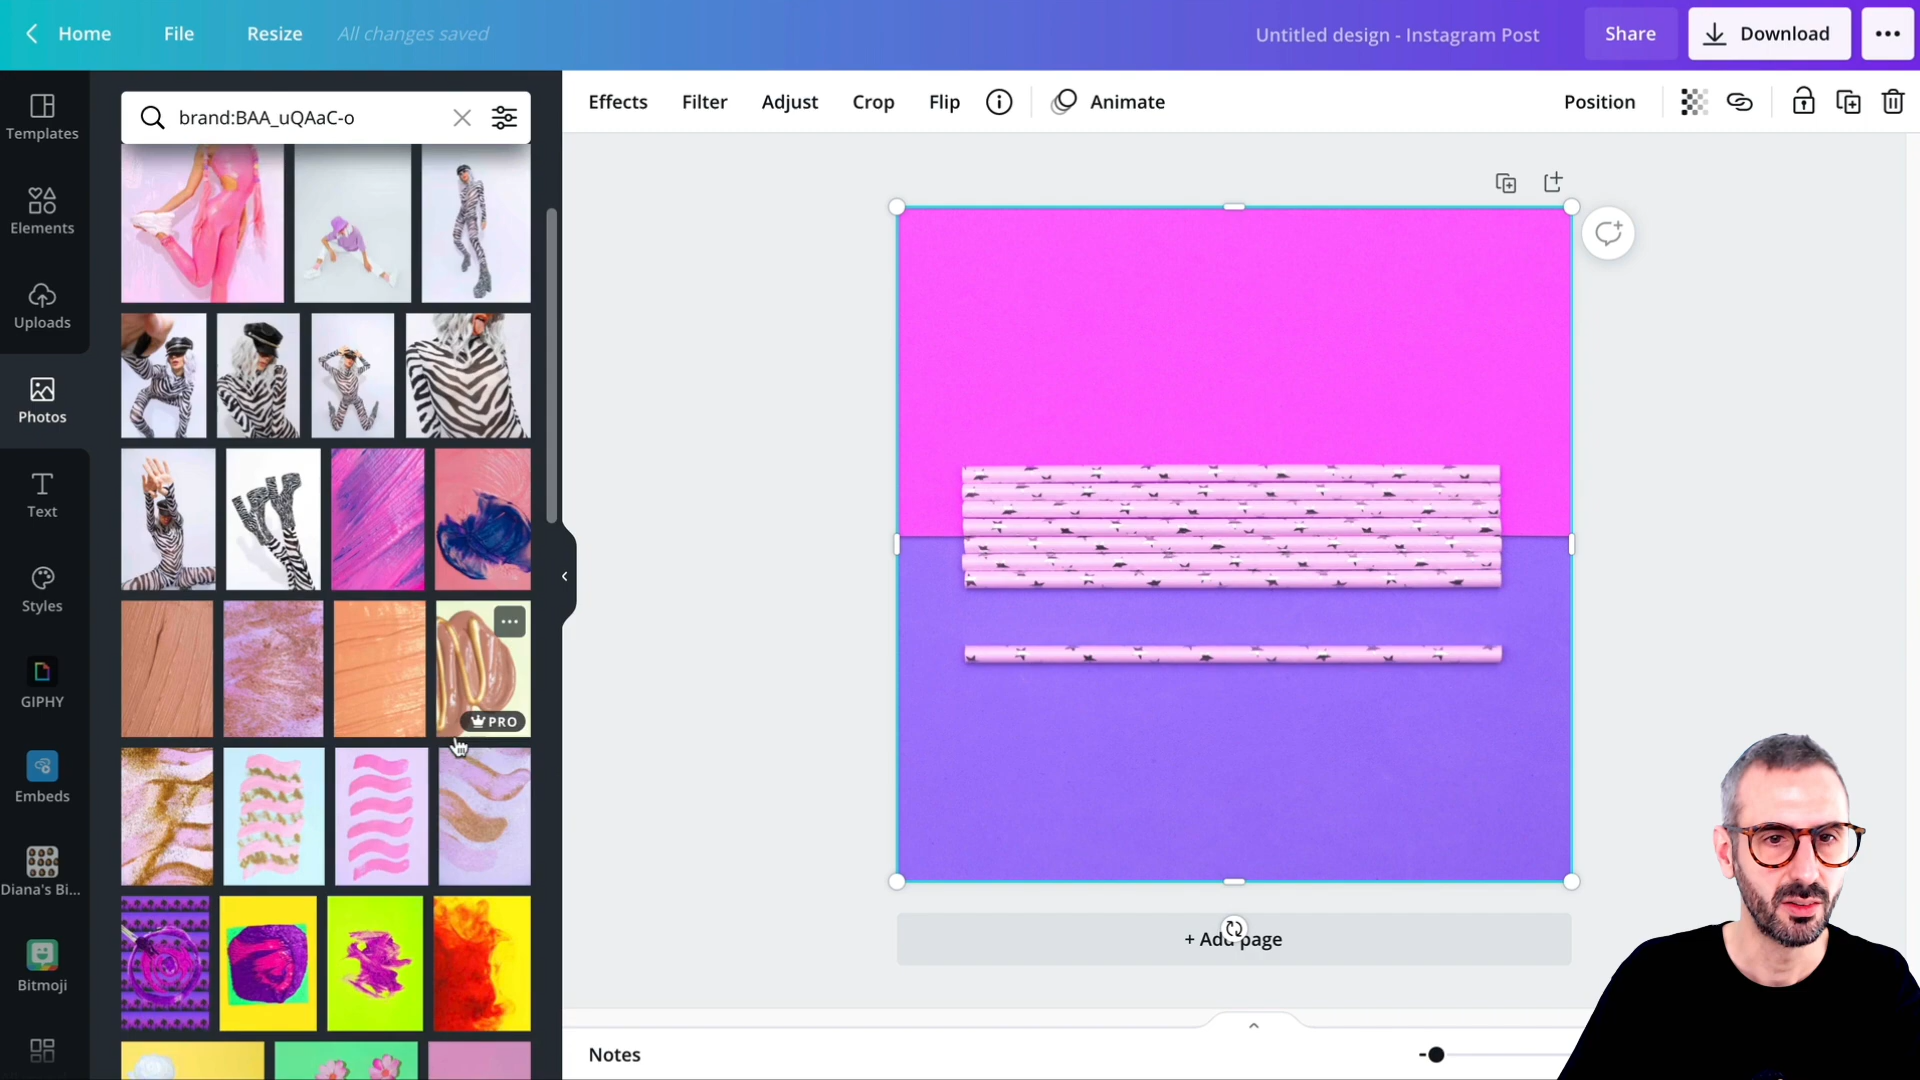 Home
File
Resize
All changes saved
Untitled design - Instagram Post
Share
Download
Templates
Elements
Uploads
Photos
Text
Styles
GIPHY
Embeds
Diana's Bi...
Bitmoji
brand:BAA_uQAaC-o
PRO
Effects
Filter
Adjust
Crop
Flip
Animate
Position
+ Add page
Notes